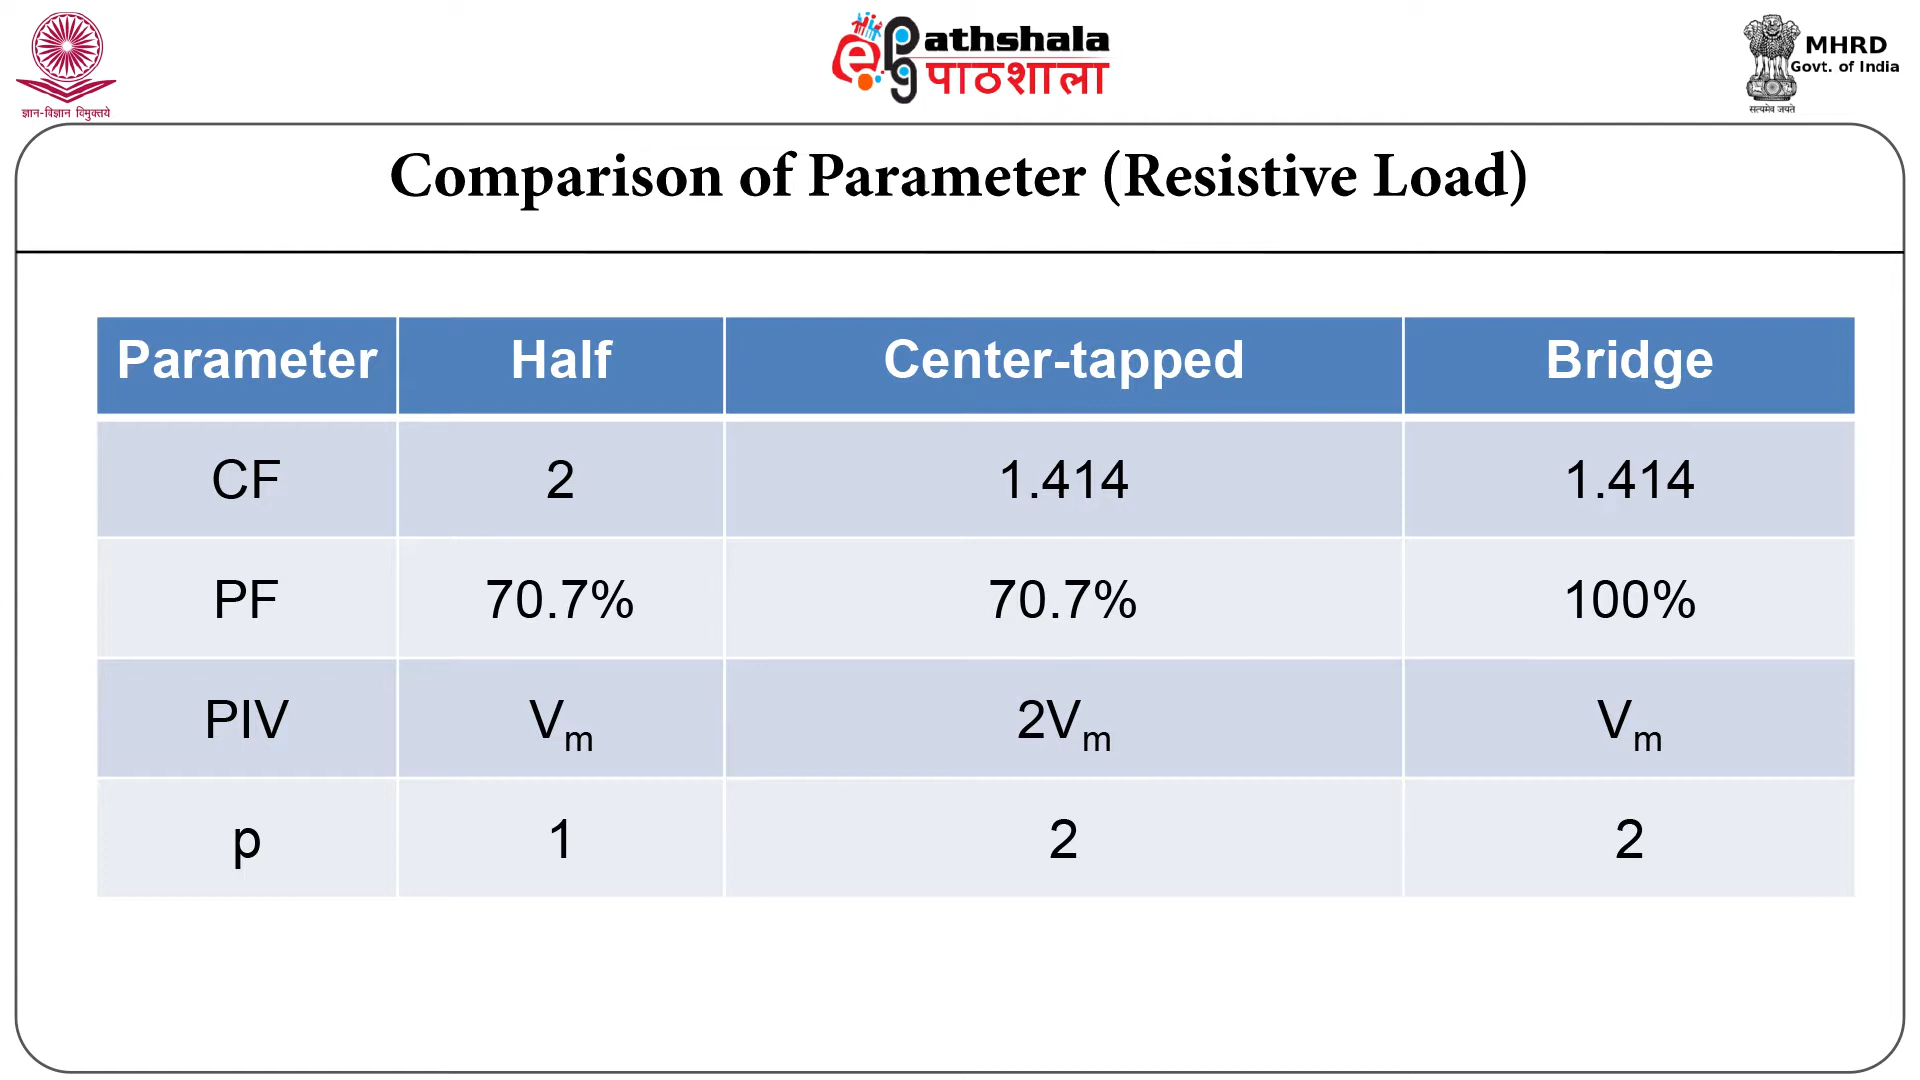 ज्ञान-विज्ञान विमुक्तये
e PG Pathshala
पाठशाला
MHRD
Govt. of India
सत्यमेव जयते
Comparison of Parameter (Resistive Load)
Parameter Half Center-tapped Bridge
CF 2 1.414 1.414
PF 70.7% 70.7% 100%
PIV Vm 2Vm Vm
p 1 2 2